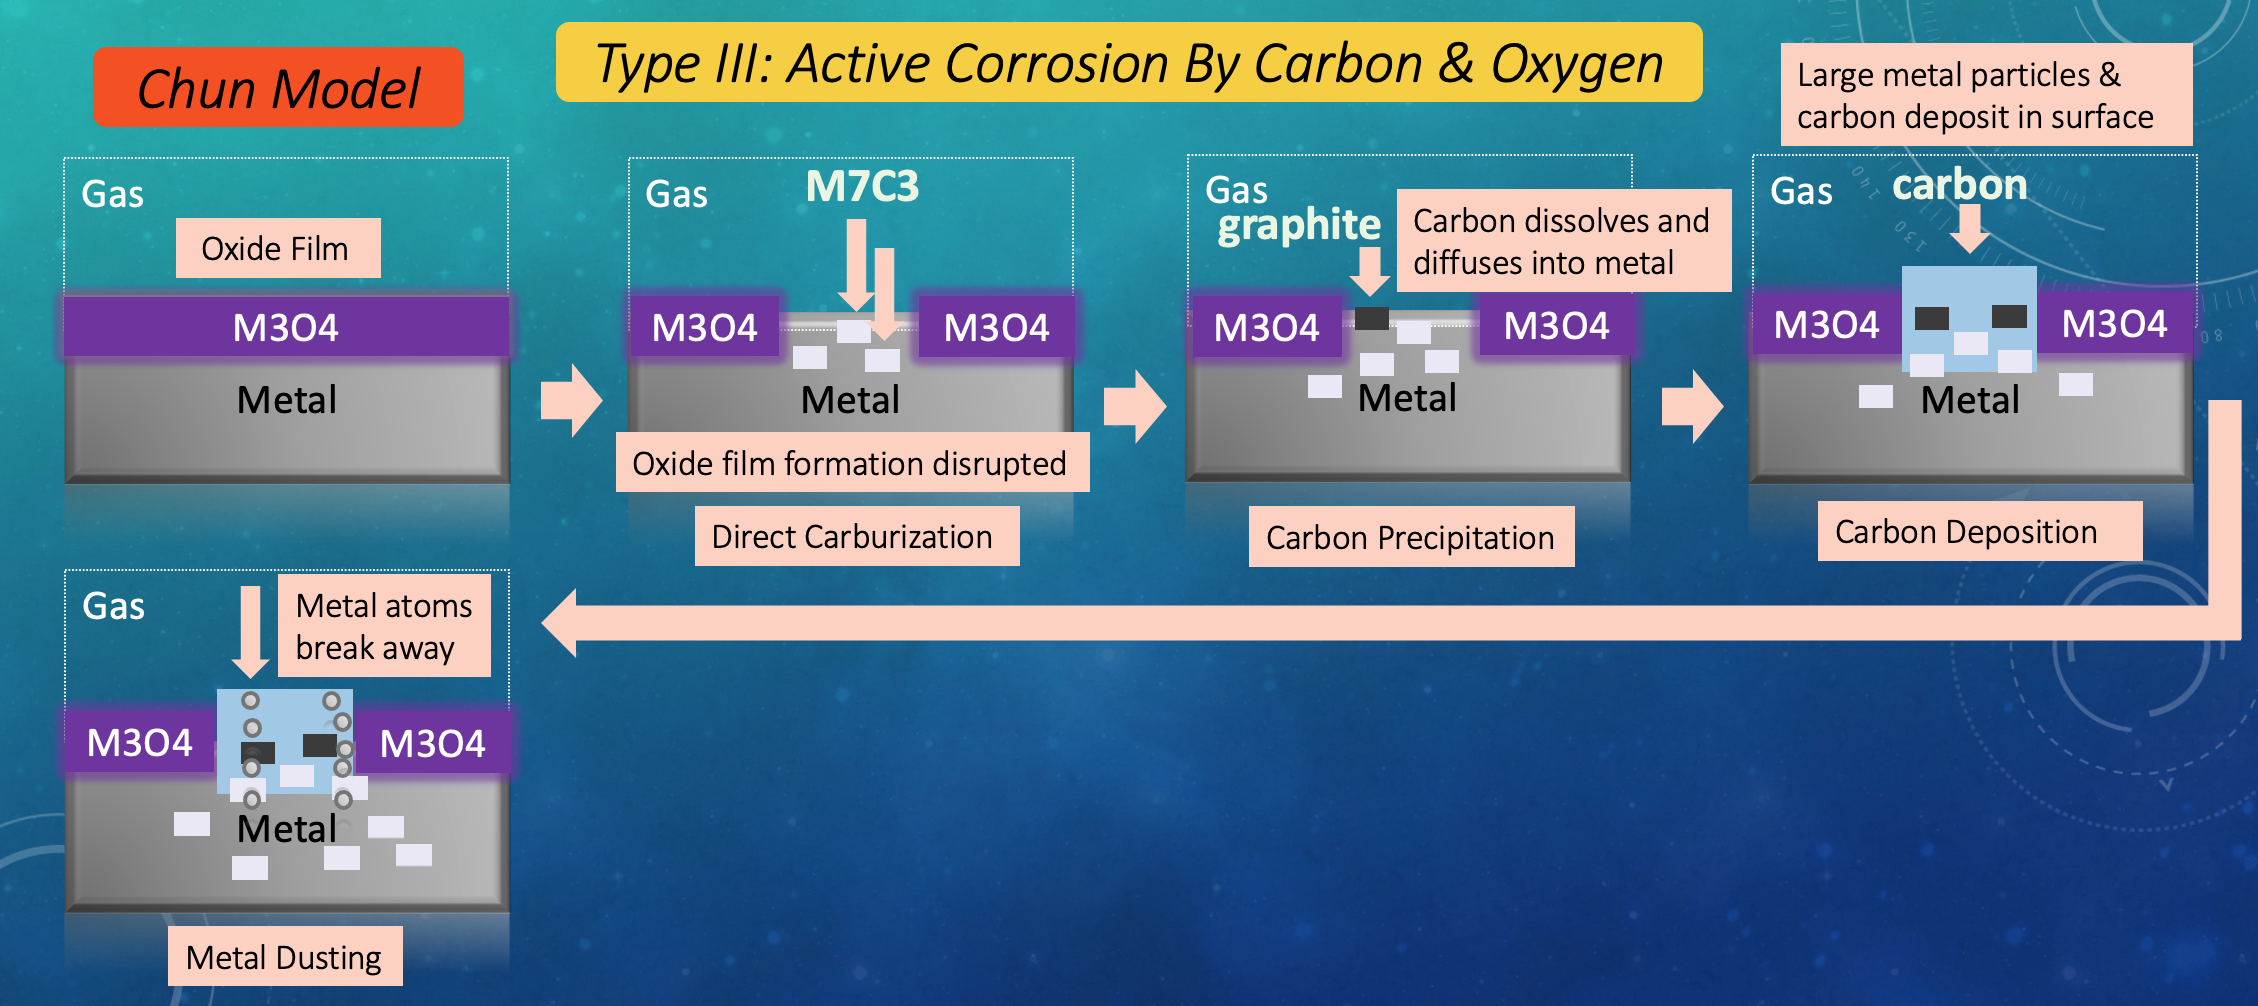 Chun Model
Type III: Active Corrosion By Carbon & Oxygen
Large metal particles &
carbon deposit in surface
Gas
Oxide Film
M3O4
Metal
Gas
M7C3
M3O4
M3O4
Metal
Oxide film formation disrupted
Direct Carburization
Gas
graphite
Carbon dissolves and
diffuses into metal
M3O4
M3O4
Metal
Carbon Precipitation
Gas
carbon
M3O4
M3O4
Metal
Carbon Deposition
Gas
Metal atoms
break away
M3O4
M3O4
Metal
Metal Dusting
140
130
80